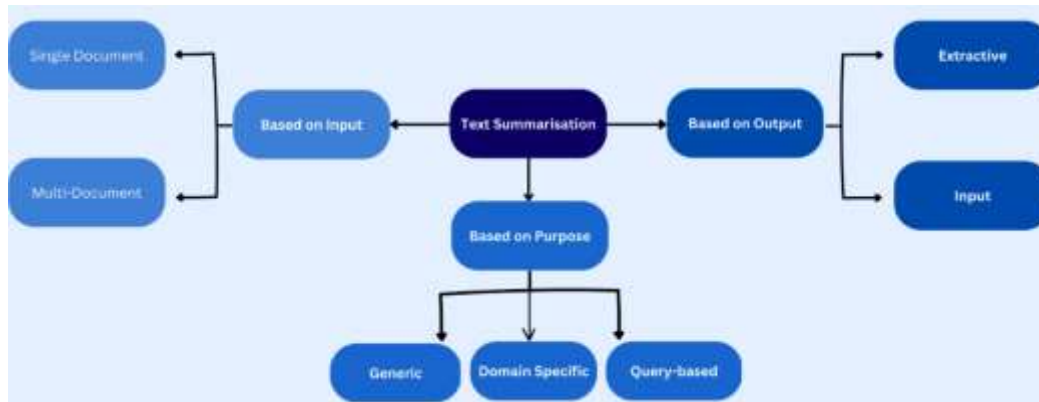 Single Document
Extractive
Based on Input
Text Summarisation
Based on Output
Multi-Document
Input
Based on Purpose
Generic
Domain Specific
Query-based